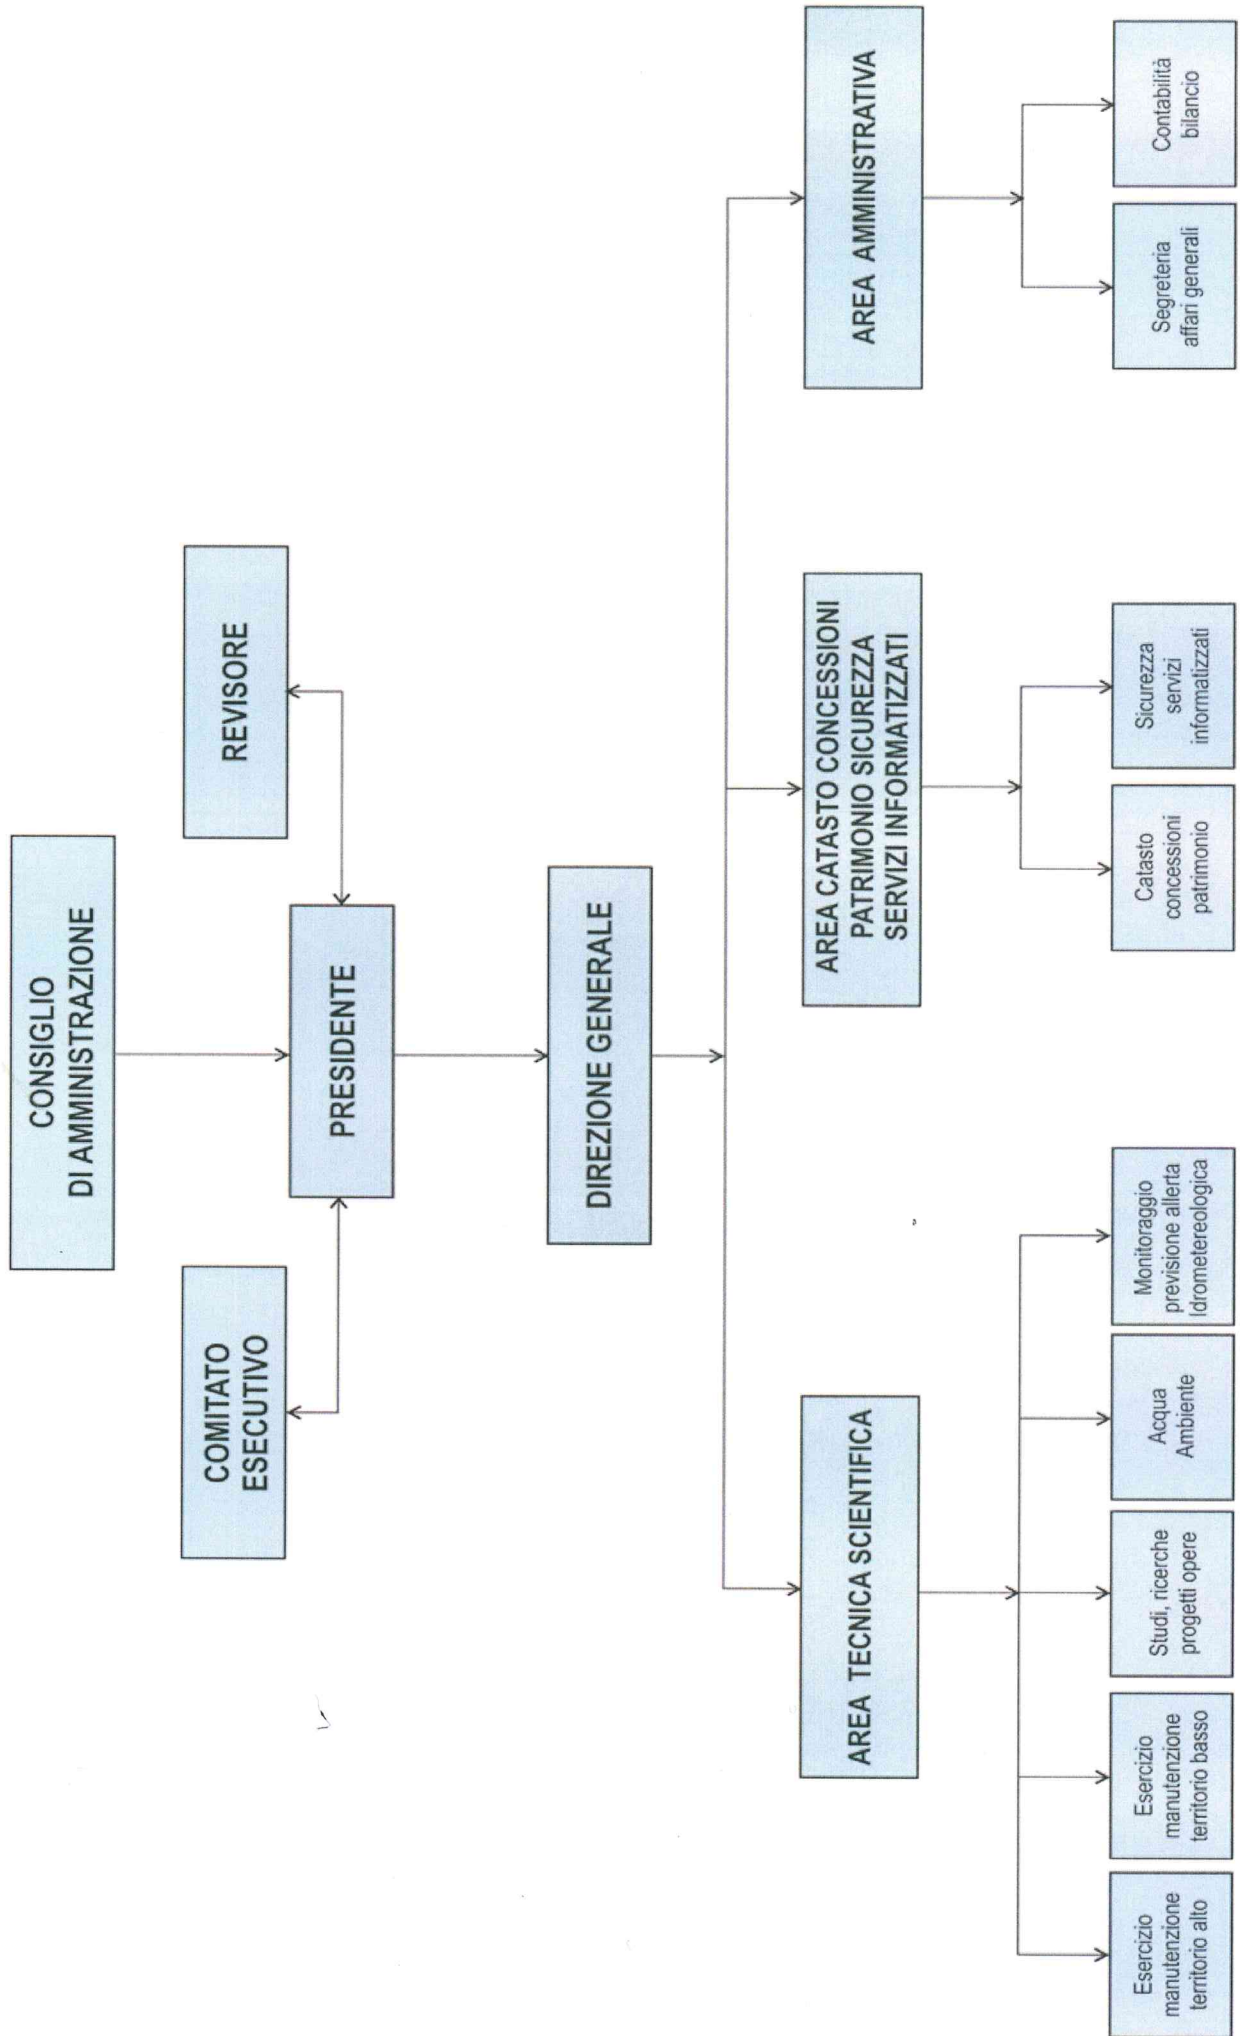 CONSIGLIO
DI AMMINISTRAZIONE
COMITATO
ESECUTIVO
REVISORE
PRESIDENTE
DIREZIONE GENERALE
AREA TECNICA SCIENTIFICA
AREA CATASTO CONCESSIONI
PATRIMONIO SICUREZZA
SERVIZI INFORMATIZZATI
AREA AMMINISTRATIVA
Esercizio
manutenzione
territorio alto
Esercizio
manutenzione
territorio basso
Studi, ricerche
progetti opere
Acqua
Ambiente
Monitoraggio
previsione allerta
Idrometereologica
Catasto
concessioni
patrimonio
Sicurezza
servizi
informatizzati
Segreteria
affari generali
Contabilità
bilancio